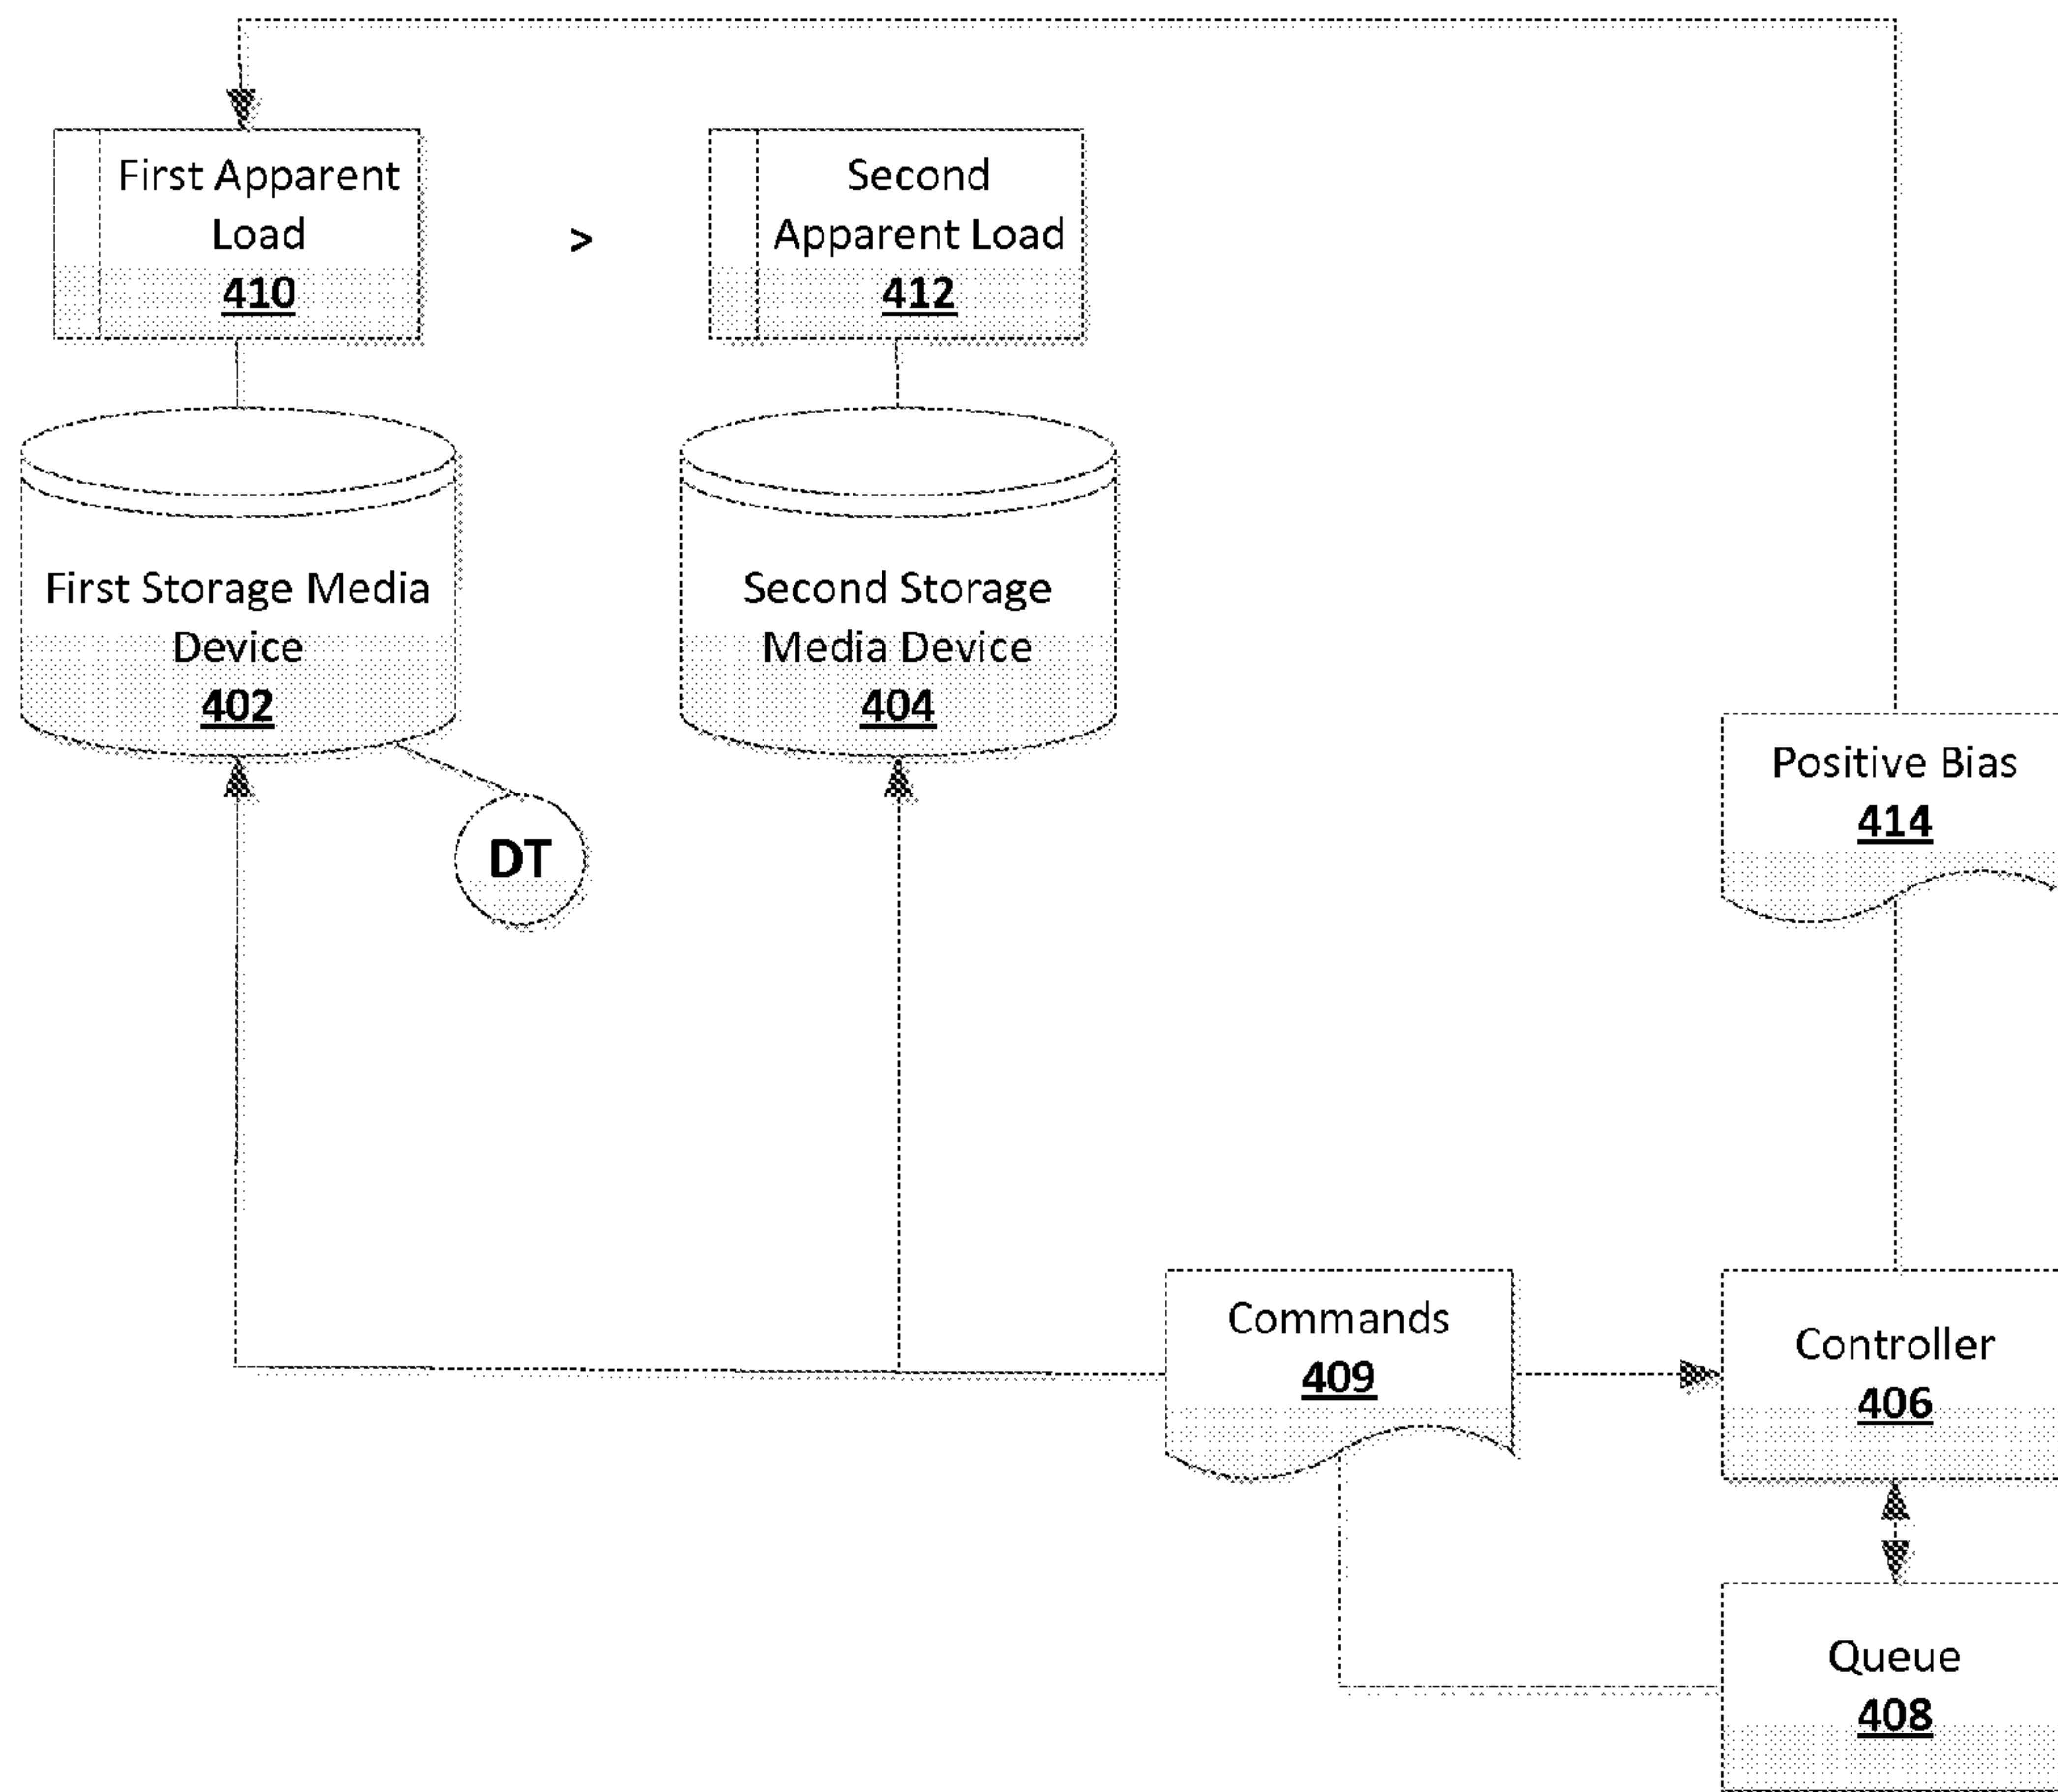 First Apparent
Load
410
>
Second
Apparent Load
412
First Storage Media
Device
402
Second Storage
Media Device
404
DT
Positive Bias
414
Commands
409
Controller
406
Queue
408